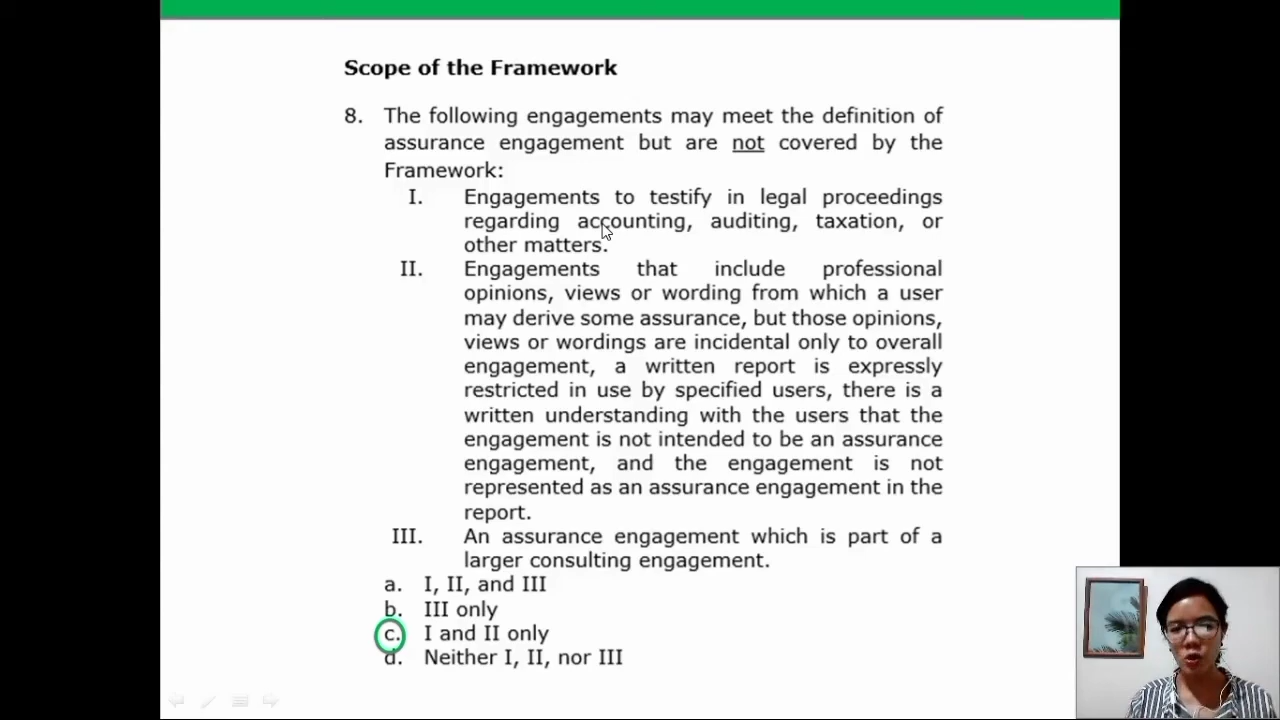 Scope of the Framework
8. The following engagements may meet the definition of
assurance engagement but are not covered by the
Framework:
I. Engagements to testify in legal proceedings
regarding accounting, auditing, taxation, or
other matters.
II. Engagements that include professional
opinions, views or wording from which a user
may derive some assurance, but those opinions,
views or wordings are incidental only to overall
engagement, a written report is expressly
restricted in use by specified users, there is a
written understanding with the users that the
engagement is not intended to be an assurance
engagement, and the engagement is not
represented as an assurance engagement in the
report.
III. An assurance engagement which is part of a
larger consulting engagement.
a. I, II, and III
b. III only
c. I and II only
d. Neither I, II, nor III